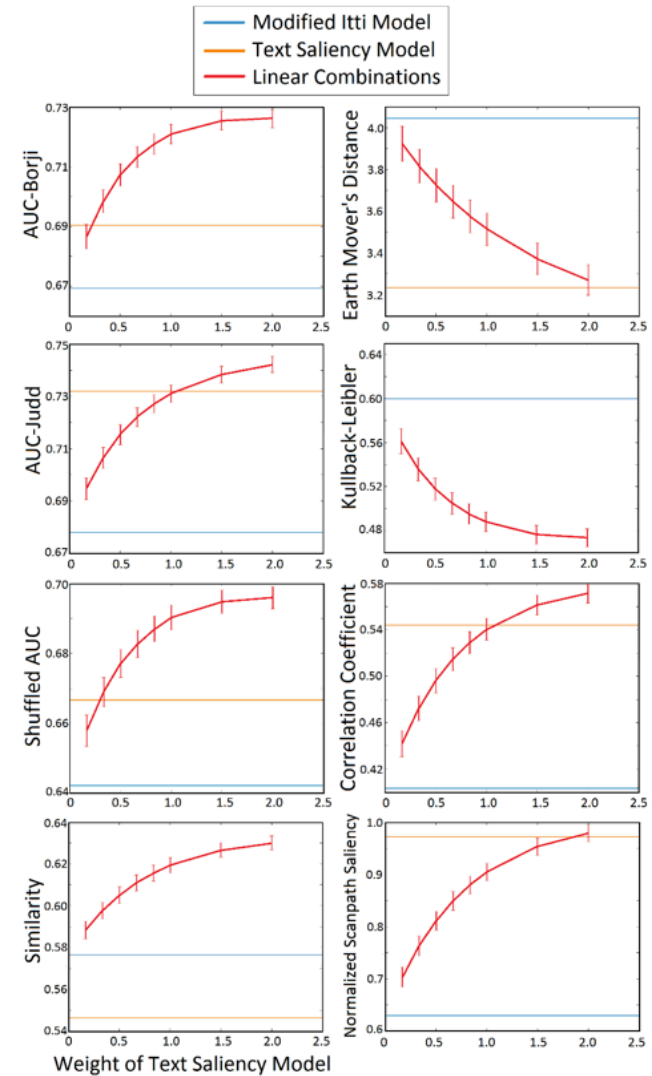 Modified Itti Model
Text Saliency Model
Linear Combinations
AUC-Borji
0.73
0.71
0.69
0.67
0 0.5 1.0 1.5 2.0 2.5
Earth Mover's Distance
4.0
3.8
3.6
3.4
3.2
0 0.5 1.0 1.5 2.0 2.5
AUC-Judd
0.75
0.73
0.71
0.69
0.67
0 0.5 1.0 1.5 2.0 2.5
Kullback-Leibler
0.64
0.60
0.56
0.52
0.48
0 0.5 1.0 1.5 2.0 2.5
Shuffled AUC
0.70
0.68
0.66
0.64
0 0.5 1.0 1.5 2.0 2.5
Correlation Coefficient
0.58
0.54
0.50
0.46
0.42
0 0.5 1.0 1.5 2.0 2.5
Similarity
0.64
0.62
0.60
0.58
0.56
0.54
0 0.5 1.0 1.5 2.0 2.5
Normalized Scanpath Saliency
1.0
0.9
0.8
0.7
0.6
0 0.5 1.0 1.5 2.0 2.5
Weight of Text Saliency Model